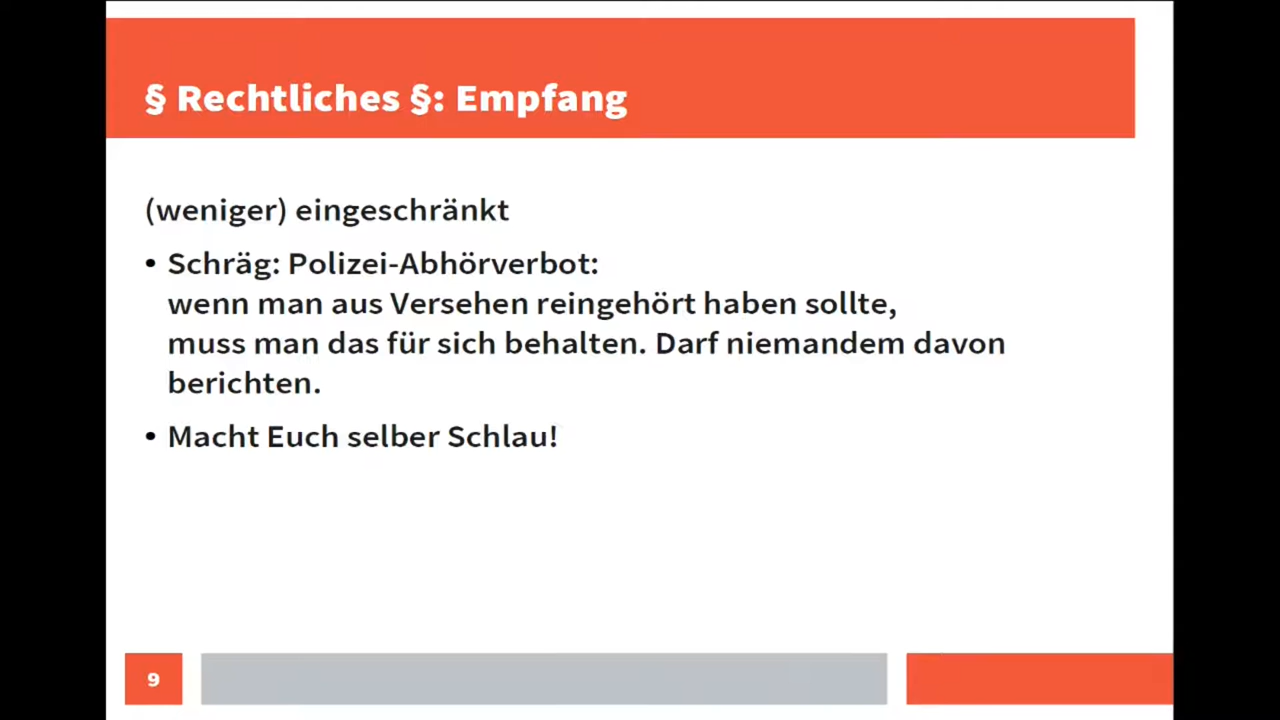 § Rechtliches §: Empfang
(weniger) eingeschränkt
• Schräg: Polizei-Abhörverbot:
wenn man aus Versehen reingehört haben sollte,
muss man das für sich behalten. Darf niemandem davon
berichten.
• Macht Euch selber Schlau!
9